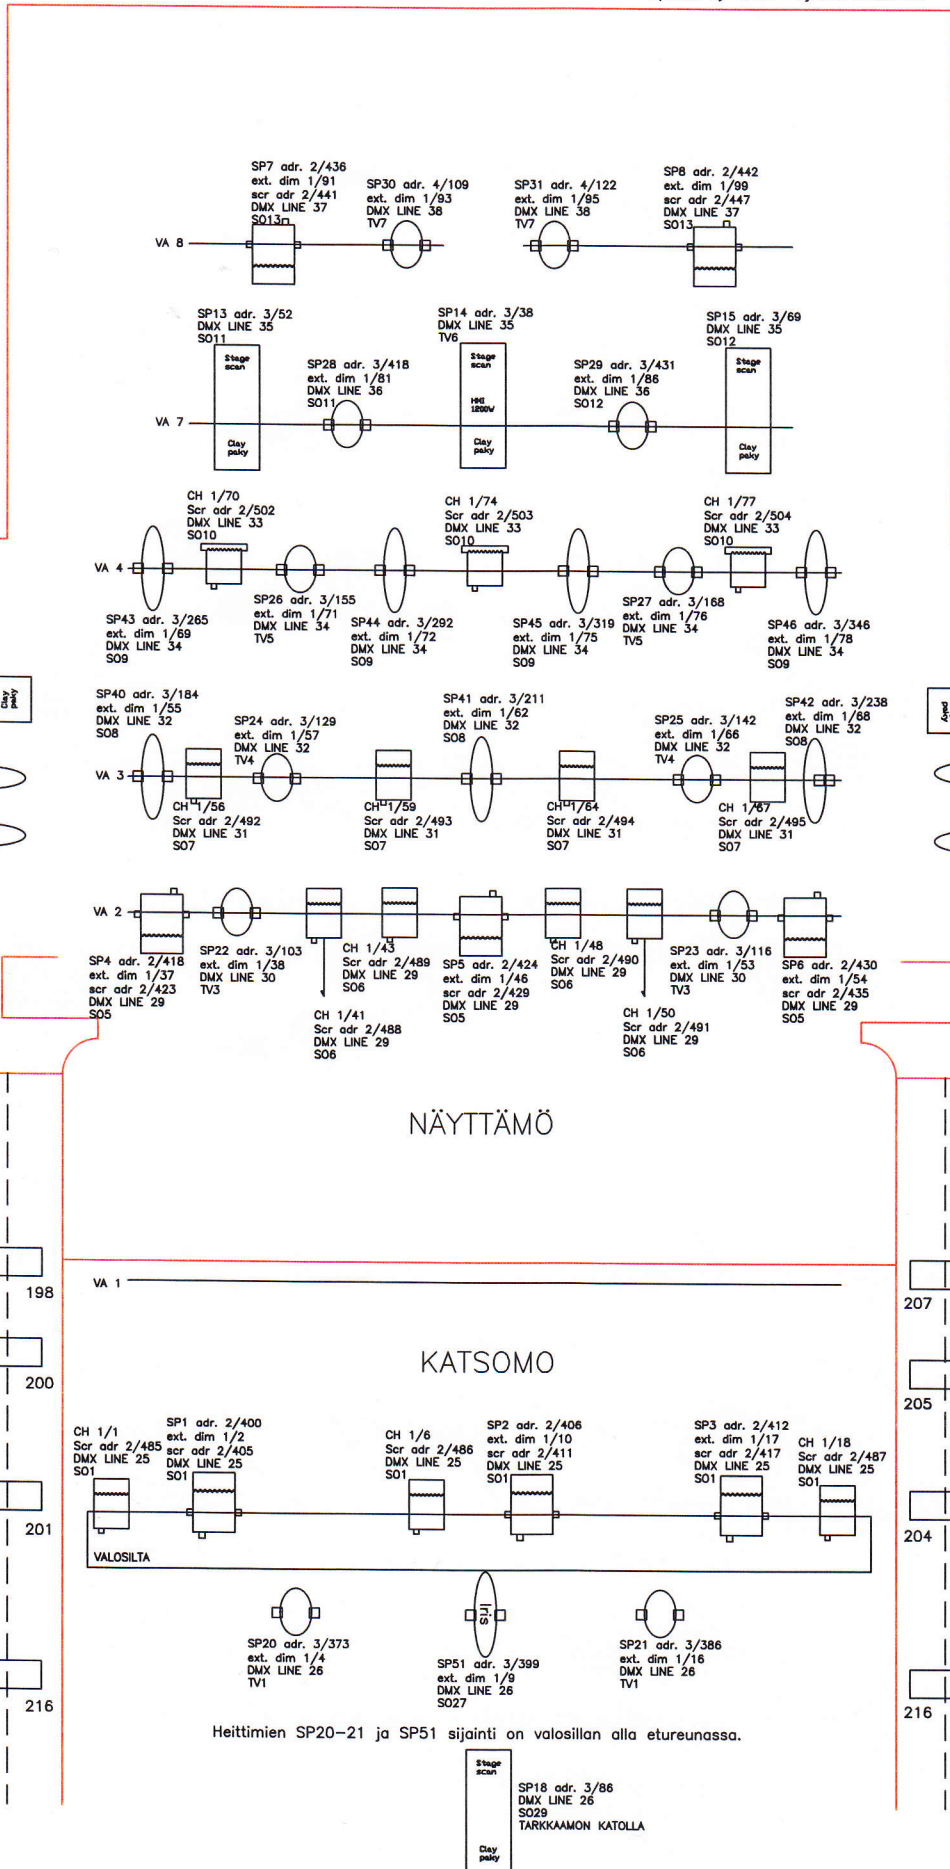 SP7 adr. 2/436
ext. dim 1/91
scr adr 2/441
DMX LINE 37
SO13
SP30 adr. 4/109
ext. dim 1/93
DMX LINE 38
TV7
SP31 adr. 4/122
ext. dim 1/95
DMX LINE 38
TV7
SP8 adr. 2/442
ext. dim 1/99
scr adr 2/447
DMX LINE 37
SO13
VA 8
SP13 adr. 3/52
DMX LINE 35
SO11
Stage
scan
Clay
paky
SP28 adr. 3/418
ext. dim 1/81
DMX LINE 36
SO11
SP14 adr. 3/38
DMX LINE 35
TV6
Stage
scan
HMI
1200W
Clay
paky
SP29 adr. 3/431
ext. dim 1/86
DMX LINE 36
SO12
SP15 adr. 3/69
DMX LINE 35
SO12
Stage
scan
Clay
paky
VA 7
CH 1/70
Scr adr 2/502
DMX LINE 33
SO10
CH 1/74
Scr adr 2/503
DMX LINE 33
SO10
CH 1/77
Scr adr 2/504
DMX LINE 33
SO10
VA 4
SP43 adr. 3/265
ext. dim 1/69
DMX LINE 34
SO9
SP26 adr. 3/155
ext. dim 1/71
DMX LINE 34
TV5
SP44 adr. 3/292
ext. dim 1/72
DMX LINE 34
SO9
SP45 adr. 3/319
ext. dim 1/75
DMX LINE 34
SO9
SP27 adr. 3/168
ext. dim 1/76
DMX LINE 34
TV5
SP46 adr. 3/346
ext. dim 1/78
DMX LINE 34
SO9
Clay
paky
paky
SP40 adr. 3/184
ext. dim 1/55
DMX LINE 32
SO8
SP24 adr. 3/129
ext. dim 1/57
DMX LINE 32
TV4
SP41 adr. 3/211
ext. dim 1/62
DMX LINE 32
SO8
SP25 adr. 3/142
ext. dim 1/66
DMX LINE 32
TV4
SP42 adr. 3/238
ext. dim 1/68
DMX LINE 32
SO8
VA 3
CH 1/56
Scr adr 2/492
DMX LINE 31
SO7
CH 1/59
Scr adr 2/493
DMX LINE 31
SO7
CH 1/64
Scr adr 2/494
DMX LINE 31
SO7
CH 1/67
Scr adr 2/495
DMX LINE 31
SO7
VA 2
SP4 adr. 2/418
ext. dim 1/37
scr adr 2/423
DMX LINE 29
SO5
SP22 adr. 3/103
ext. dim 1/38
DMX LINE 30
TV3
CH 1/41
Scr adr 2/488
DMX LINE 29
SO6
CH 1/43
Scr adr 2/489
DMX LINE 29
SO6
SP5 adr. 2/424
ext. dim 1/46
scr adr 2/429
DMX LINE 29
SO5
CH 1/48
Scr adr 2/490
DMX LINE 29
SO6
CH 1/50
Scr adr 2/491
DMX LINE 29
SO6
SP23 adr. 3/116
ext. dim 1/53
DMX LINE 30
TV3
SP6 adr. 2/430
ext. dim 1/54
scr adr 2/435
DMX LINE 29
SO5
NÄYTTÄMÖ
VA 1
198
207
KATSOMO
200
205
CH 1/1
Scr adr 2/485
DMX LINE 25
SO1
SP1 adr. 2/400
ext. dim 1/2
scr adr 2/405
DMX LINE 25
SO1
CH 1/6
Scr adr 2/486
DMX LINE 25
SO1
SP2 adr. 2/406
ext. dim 1/10
scr adr 2/411
DMX LINE 25
SO1
SP3 adr. 2/412
ext. dim 1/17
scr adr 2/417
DMX LINE 25
SO1
CH 1/18
Scr adr 2/487
DMX LINE 25
SO1
201
204
VALOSILTA
Iris
SP20 adr. 3/373
ext. dim 1/4
DMX LINE 26
TV1
SP51 adr. 3/399
ext. dim 1/9
DMX LINE 26
SO27
SP21 adr. 3/386
ext. dim 1/16
DMX LINE 26
TV1
216
216
Heittimien SP20-21 ja SP51 sijainti on valosillan alla etureunassa.
Stage
scan
Clay
paky
SP18 adr. 3/86
DMX LINE 26
SO29
TARKKAAMON KATOLLA